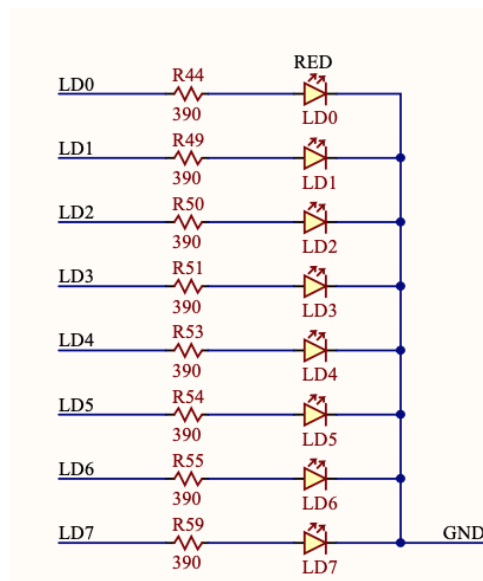 RED
R44
LD0
390
LD0
R49
LD1
390
LD1
R50
LD2
390
LD2
R51
LD3
390
LD3
R53
LD4
390
LD4
R54
LD5
390
LD5
R55
LD6
390
LD6
R59
LD7
GND
390
LD7